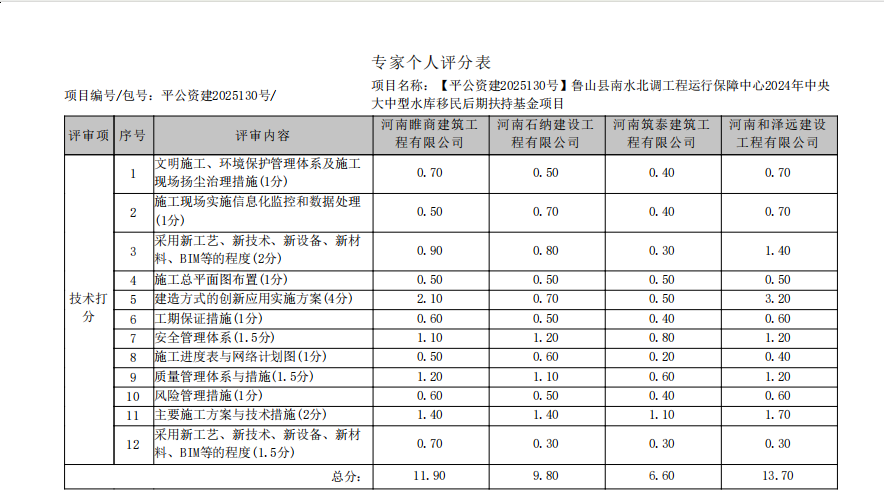 专家个人评分表
项目编号/包号: 平公资建2025130号/
项目名称: 【平公资建2025130号】鲁山县南水北调工程运行保障中心2024年中央
大中型水库移民后期扶持基金项目
评审项 序号 评审内容 河南睢商建筑工程有限公司 河南石纳建设工程有限公司 河南筑泰建筑工程有限公司 河南和泽远建设工程有限公司
技术打分
1 文明施工、环境保护管理体系及施工现场扬尘治理措施(1分) 0.70 0.50 0.40 0.70
2 施工现场实施信息化监控和数据处理(1分) 0.50 0.70 0.40 0.70
3 采用新工艺、新技术、新设备、新材料、BIM等的程度(2分) 0.90 0.80 0.30 1.40
4 施工总平面图布置(1分) 0.50 0.50 0.50 0.50
5 建造方式的创新应用实施方案(4分) 2.10 0.70 0.50 3.20
6 工期保证措施(1分) 0.60 0.50 0.40 0.60
7 安全管理体系(1.5分) 1.10 1.20 0.80 1.20
8 施工进度表与网络计划图(1分) 0.50 0.60 0.20 0.40
9 质量管理体系与措施(1.5分) 1.20 1.10 0.60 1.20
10 风险管理措施(1分) 0.60 0.50 0.40 0.60
11 主要施工方案与技术措施(2分) 1.40 1.40 1.10 1.70
12 采用新工艺、新技术、新设备、新材料、BIM等的程度(1.5分) 0.70 0.30 0.30 0.30
总分: 11.90 9.80 6.60 13.70